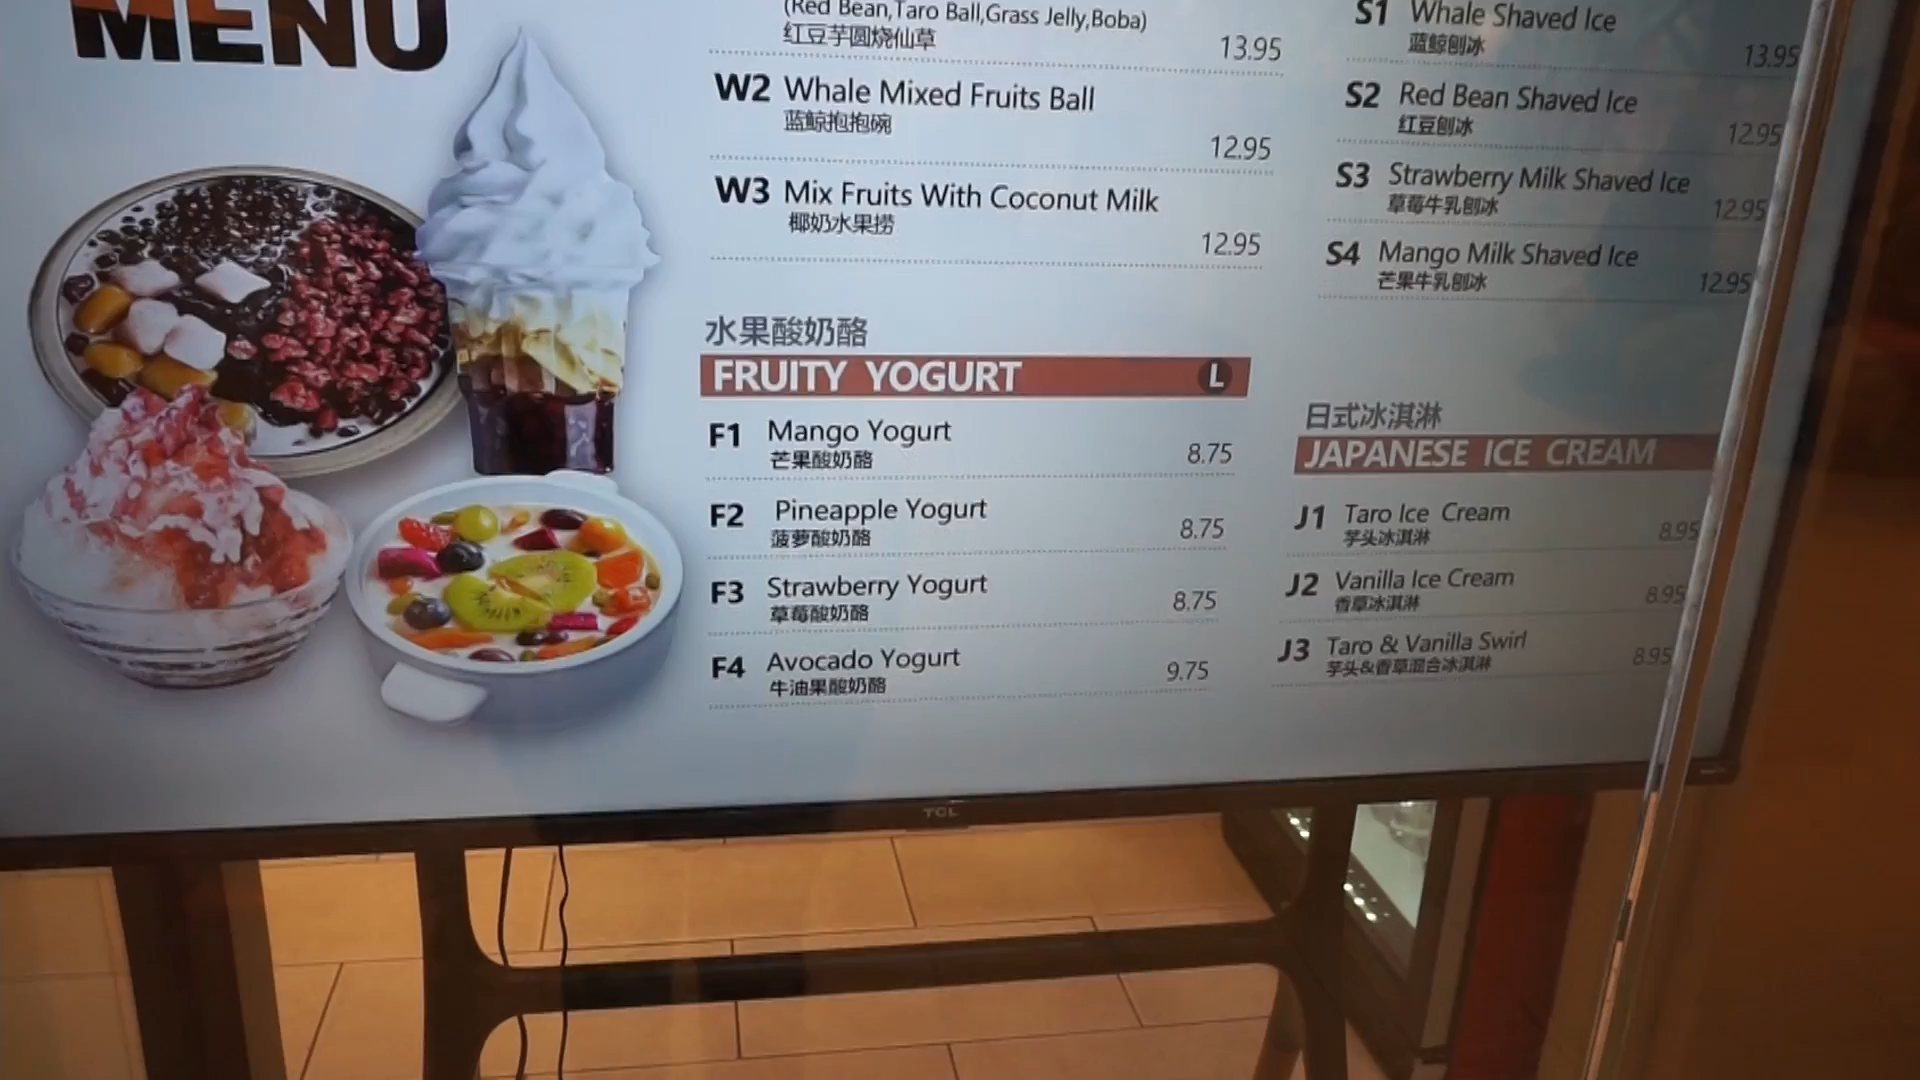 MENU
(Red Bean,Taro Ball,Grass Jelly,Boba)
红豆芋圆烧仙草
13.95
W2 Whale Mixed Fruits Ball
蓝鲸抱抱碗
12.95
W3 Mix Fruits With Coconut Milk
椰奶水果捞
12.95
水果酸奶酪
FRUITY YOGURT L
F1 Mango Yogurt
芒果酸奶酪
8.75
F2 Pineapple Yogurt
菠萝酸奶酪
8.75
F3 Strawberry Yogurt
草莓酸奶酪
8.75
F4 Avocado Yogurt
牛油果酸奶酪
9.75
S1 Whale Shaved Ice
蓝鲸刨冰
13.95
S2 Red Bean Shaved Ice
红豆刨冰
12.95
S3 Strawberry Milk Shaved Ice
草莓牛乳刨冰
12.95
S4 Mango Milk Shaved Ice
芒果牛乳刨冰
12.95
日式冰淇淋
JAPANESE ICE CREAM
J1 Taro Ice Cream
芋头冰淇淋
8.95
J2 Vanilla Ice Cream
香草冰淇淋
8.95
J3 Taro & Vanilla Swirl
芋头&香草混合冰淇淋
8.95
TCL